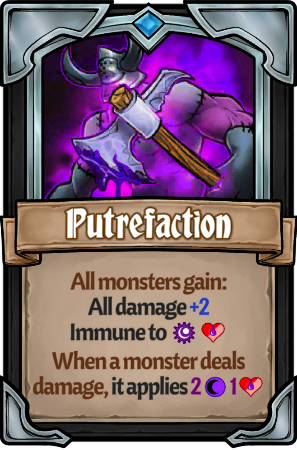 Putrefaction
All monsters gain:
All damage +2
Immune to
When a monster deals
damage, it applies 2 1